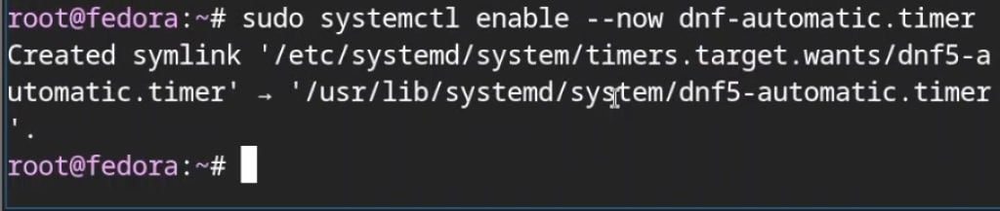 root@fedora:~# sudo systemctl enable --now dnf-automatic.timer
Created symlink '/etc/systemd/system/timers.target.wants/dnf5-a
utomatic.timer' → '/usr/lib/systemd/system/dnf5-automatic.timer
'.
root@fedora:~#